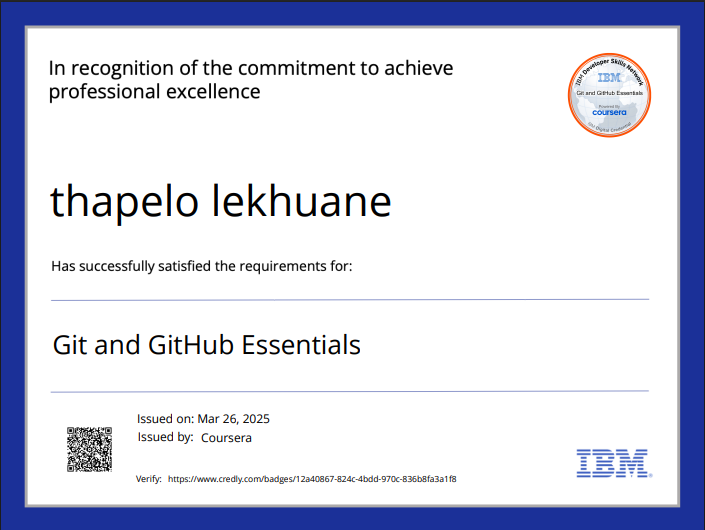 In recognition of the commitment to achieve
professional excellence
IBM Developer Skills Network
IBM
Git and GitHub Essentials
Powered By
coursera
IBM Digital Credential
thapelo lekhuane
Has successfully satisfied the requirements for:
Git and GitHub Essentials
Issued on: Mar 26, 2025
Issued by: Coursera
Verify: https://www.credly.com/badges/12a40867-824c-4bdd-970c-836b8fa3a1f8
IBM®